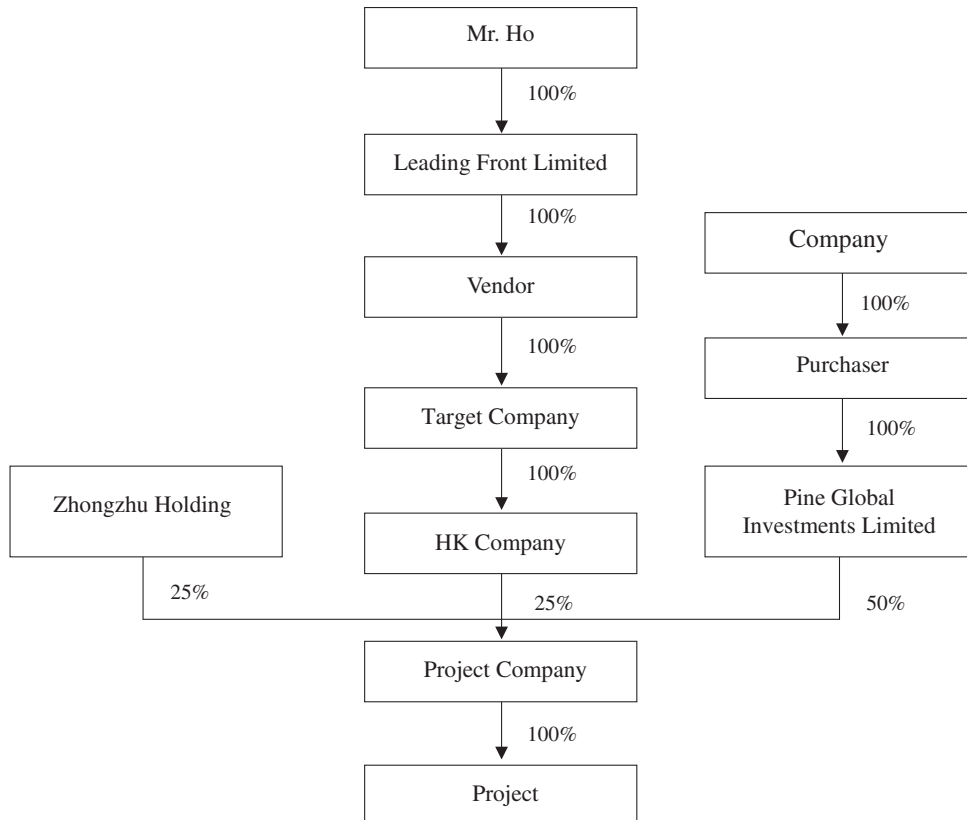 Mr. Ho
100%
Leading Front Limited
100%
Company
Vendor
100%
100%
Purchaser
Target Company
100%
100%
Zhongzhu Holding
Pine Global
Investments Limited
HK Company
25%
25%
50%
Project Company
100%
Project